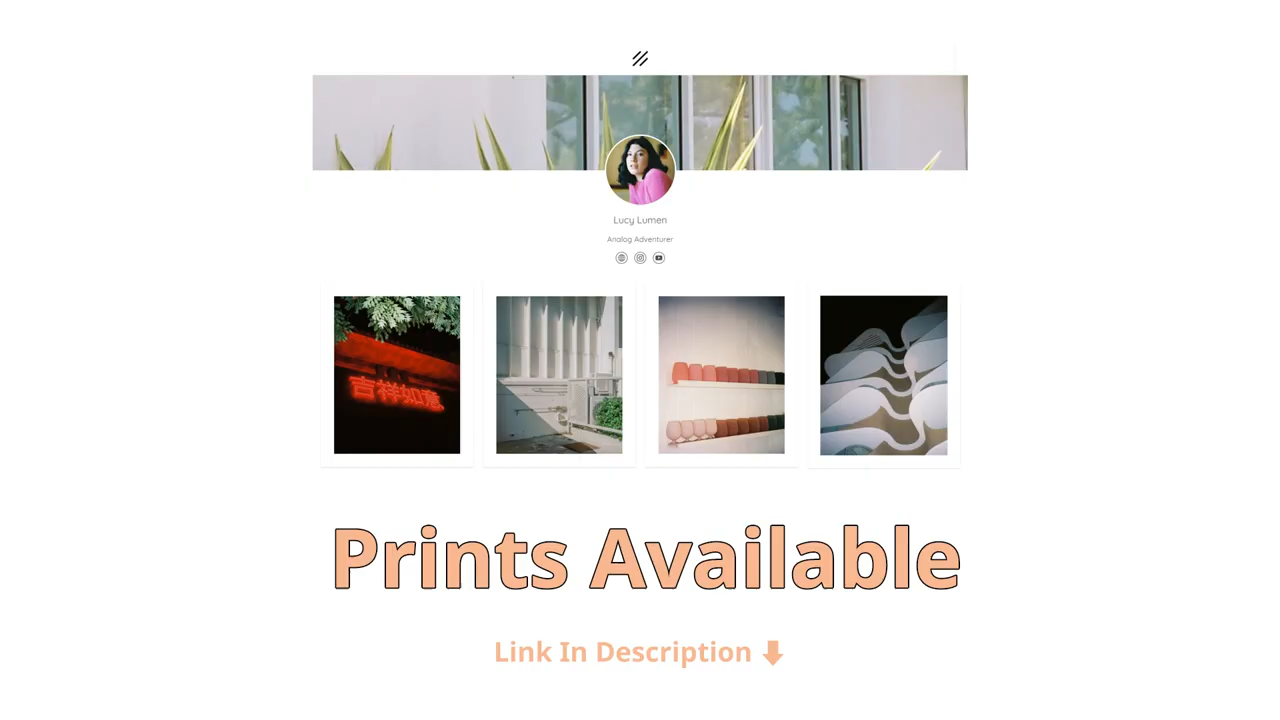 Lucy Lumen
Analog Adventurer
吉祥如意
Prints Available
Link In Description